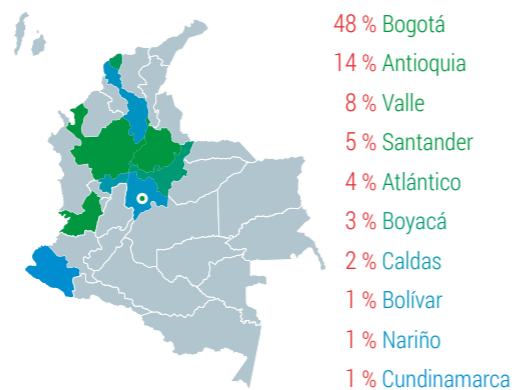 48 % Bogotá
14 % Antioquia
8 % Valle
5 % Santander
4 % Atlántico
3 % Boyacá
2 % Caldas
1 % Bolívar
1 % Nariño
1 % Cundinamarca